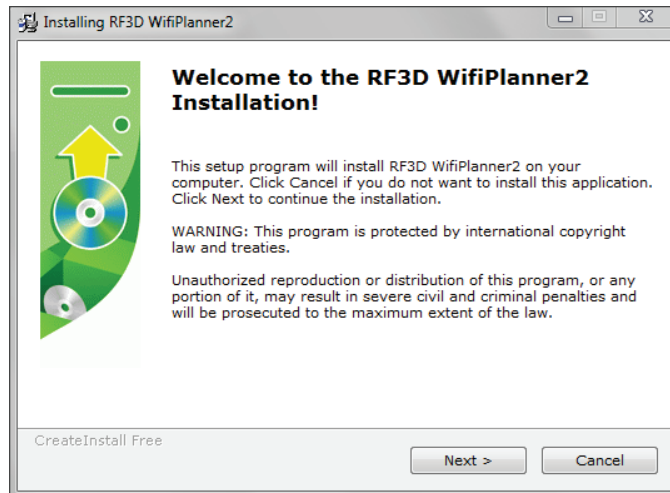 Installing RF3D WifiPlanner2
Welcome to the RF3D WifiPlanner2
Installation!
This setup program will install RF3D WifiPlanner2 on your
computer. Click Cancel if you do not want to install this application.
Click Next to continue the installation.
WARNING: This program is protected by international copyright
law and treaties.
Unauthorized reproduction or distribution of this program, or any
portion of it, may result in severe civil and criminal penalties and
will be prosecuted to the maximum extent of the law.
CreateInstall Free
Next >
Cancel